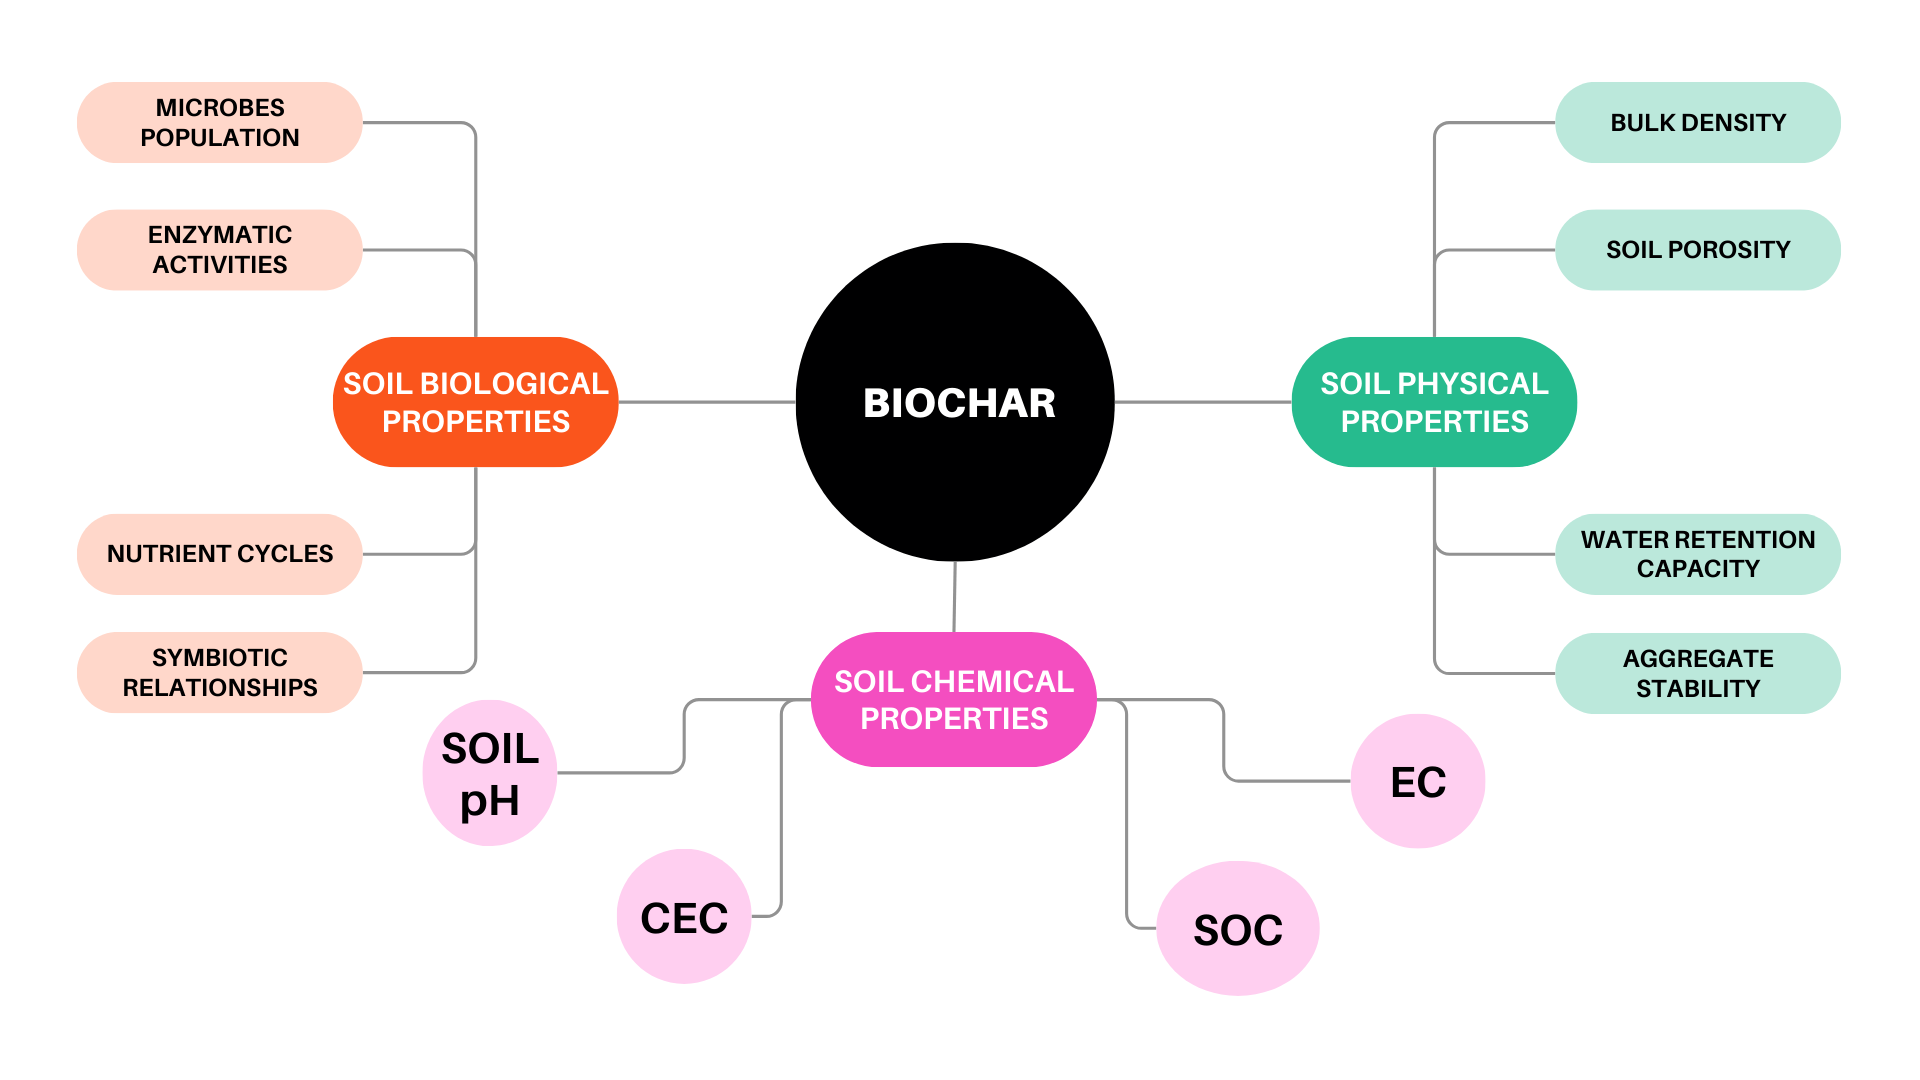 MICROBES
POPULATION
ENZYMATIC
ACTIVITIES
SOIL BIOLOGICAL
PROPERTIES
NUTRIENT CYCLES
SYMBIOTIC
RELATIONSHIPS
BIOCHAR
BULK DENSITY
SOIL POROSITY
SOIL PHYSICAL
PROPERTIES
WATER RETENTION
CAPACITY
AGGREGATE
STABILITY
SOIL CHEMICAL
PROPERTIES
SOIL
pH
CEC
SOC
EC